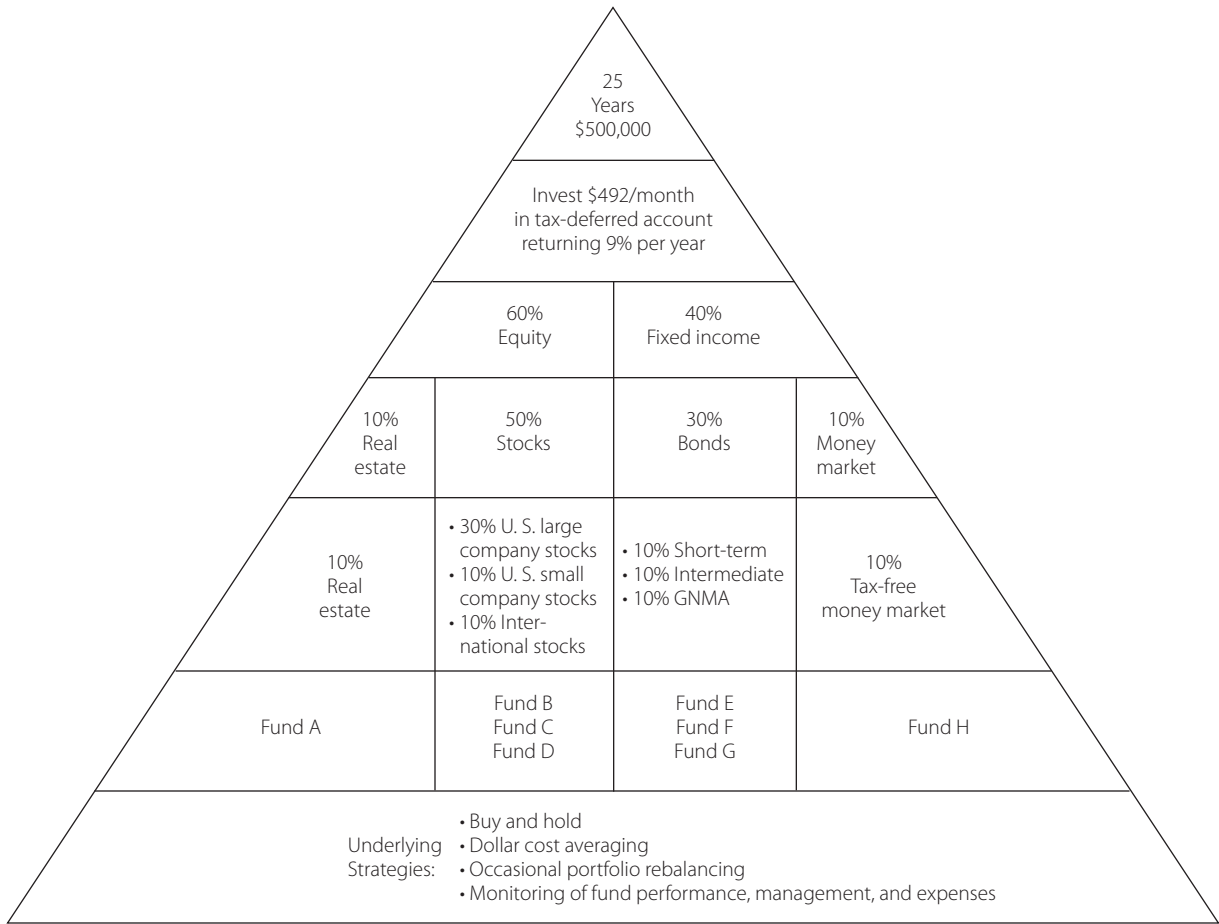 25
Years
$500,000
Invest $492/month
in tax-deferred account
returning 9% per year
60%
Equity
40%
Fixed income
10%
Real
estate
50%
Stocks
30%
Bonds
10%
Money
market
10%
Real
estate
• 30% U. S. large
company stocks
• 10% U. S. small
company stocks
• 10% Inter-
national stocks
• 10% Short-term
• 10% Intermediate
• 10% GNMA
10%
Tax-free
money market
Fund A
Fund B
Fund C
Fund D
Fund E
Fund F
Fund G
Fund H
Underlying
Strategies:
• Buy and hold
• Dollar cost averaging
• Occasional portfolio rebalancing
• Monitoring of fund performance, management, and expenses